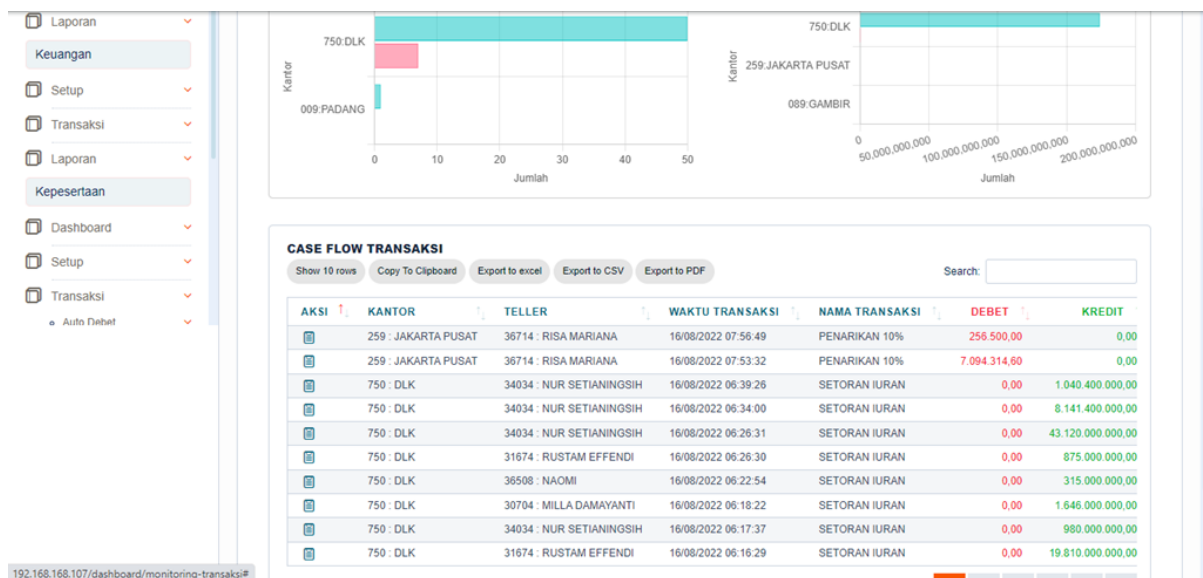 Laporan
Keuangan
Setup
Transaksi
Laporan
Kepesertaan
Dashboard
Setup
Transaksi
Auto Debet
Kantor
750:DLK
009:PADANG
0 10 20 30 40 50
Jumlah
Kantor
750:DLK
259:JAKARTA PUSAT
089:GAMBIR
0 50,000,000,000 100,000,000,000 150,000,000,000 200,000,000,000
Jumlah
CASE FLOW TRANSAKSI
Show 10 rows Copy To Clipboard Export to excel Export to CSV Export to PDF Search:
AKSI KANTOR TELLER WAKTU TRANSAKSI NAMA TRANSAKSI DEBET KREDIT
259 : JAKARTA PUSAT 36714 : RISA MARIANA 16/08/2022 07:56:49 PENARIKAN 10% 256.500,00 0,00
259 : JAKARTA PUSAT 36714 : RISA MARIANA 16/08/2022 07:53:32 PENARIKAN 10% 7.094.314,60 0,00
750 : DLK 34034 : NUR SETIANINGSIH 16/08/2022 06:39:26 SETORAN IURAN 0,00 1.040.400.000,00
750 : DLK 34034 : NUR SETIANINGSIH 16/08/2022 06:34:00 SETORAN IURAN 0,00 8.141.400.000,00
750 : DLK 34034 : NUR SETIANINGSIH 16/08/2022 06:26:31 SETORAN IURAN 0,00 43.120.000.000,00
750 : DLK 31674 : RUSTAM EFFENDI 16/08/2022 06:26:30 SETORAN IURAN 0,00 875.000.000,00
750 : DLK 36508 : NAOMI 16/08/2022 06:22:54 SETORAN IURAN 0,00 315.000.000,00
750 : DLK 30704 : MILLA DAMAYANTI 16/08/2022 06:18:22 SETORAN IURAN 0,00 1.646.000.000,00
750 : DLK 34034 : NUR SETIANINGSIH 16/08/2022 06:17:37 SETORAN IURAN 0,00 980.000.000,00
750 : DLK 31674 : RUSTAM EFFENDI 16/08/2022 06:16:29 SETORAN IURAN 0,00 19.810.000.000,00
192.168.168.107/dashboard/monitoring-transaksi#